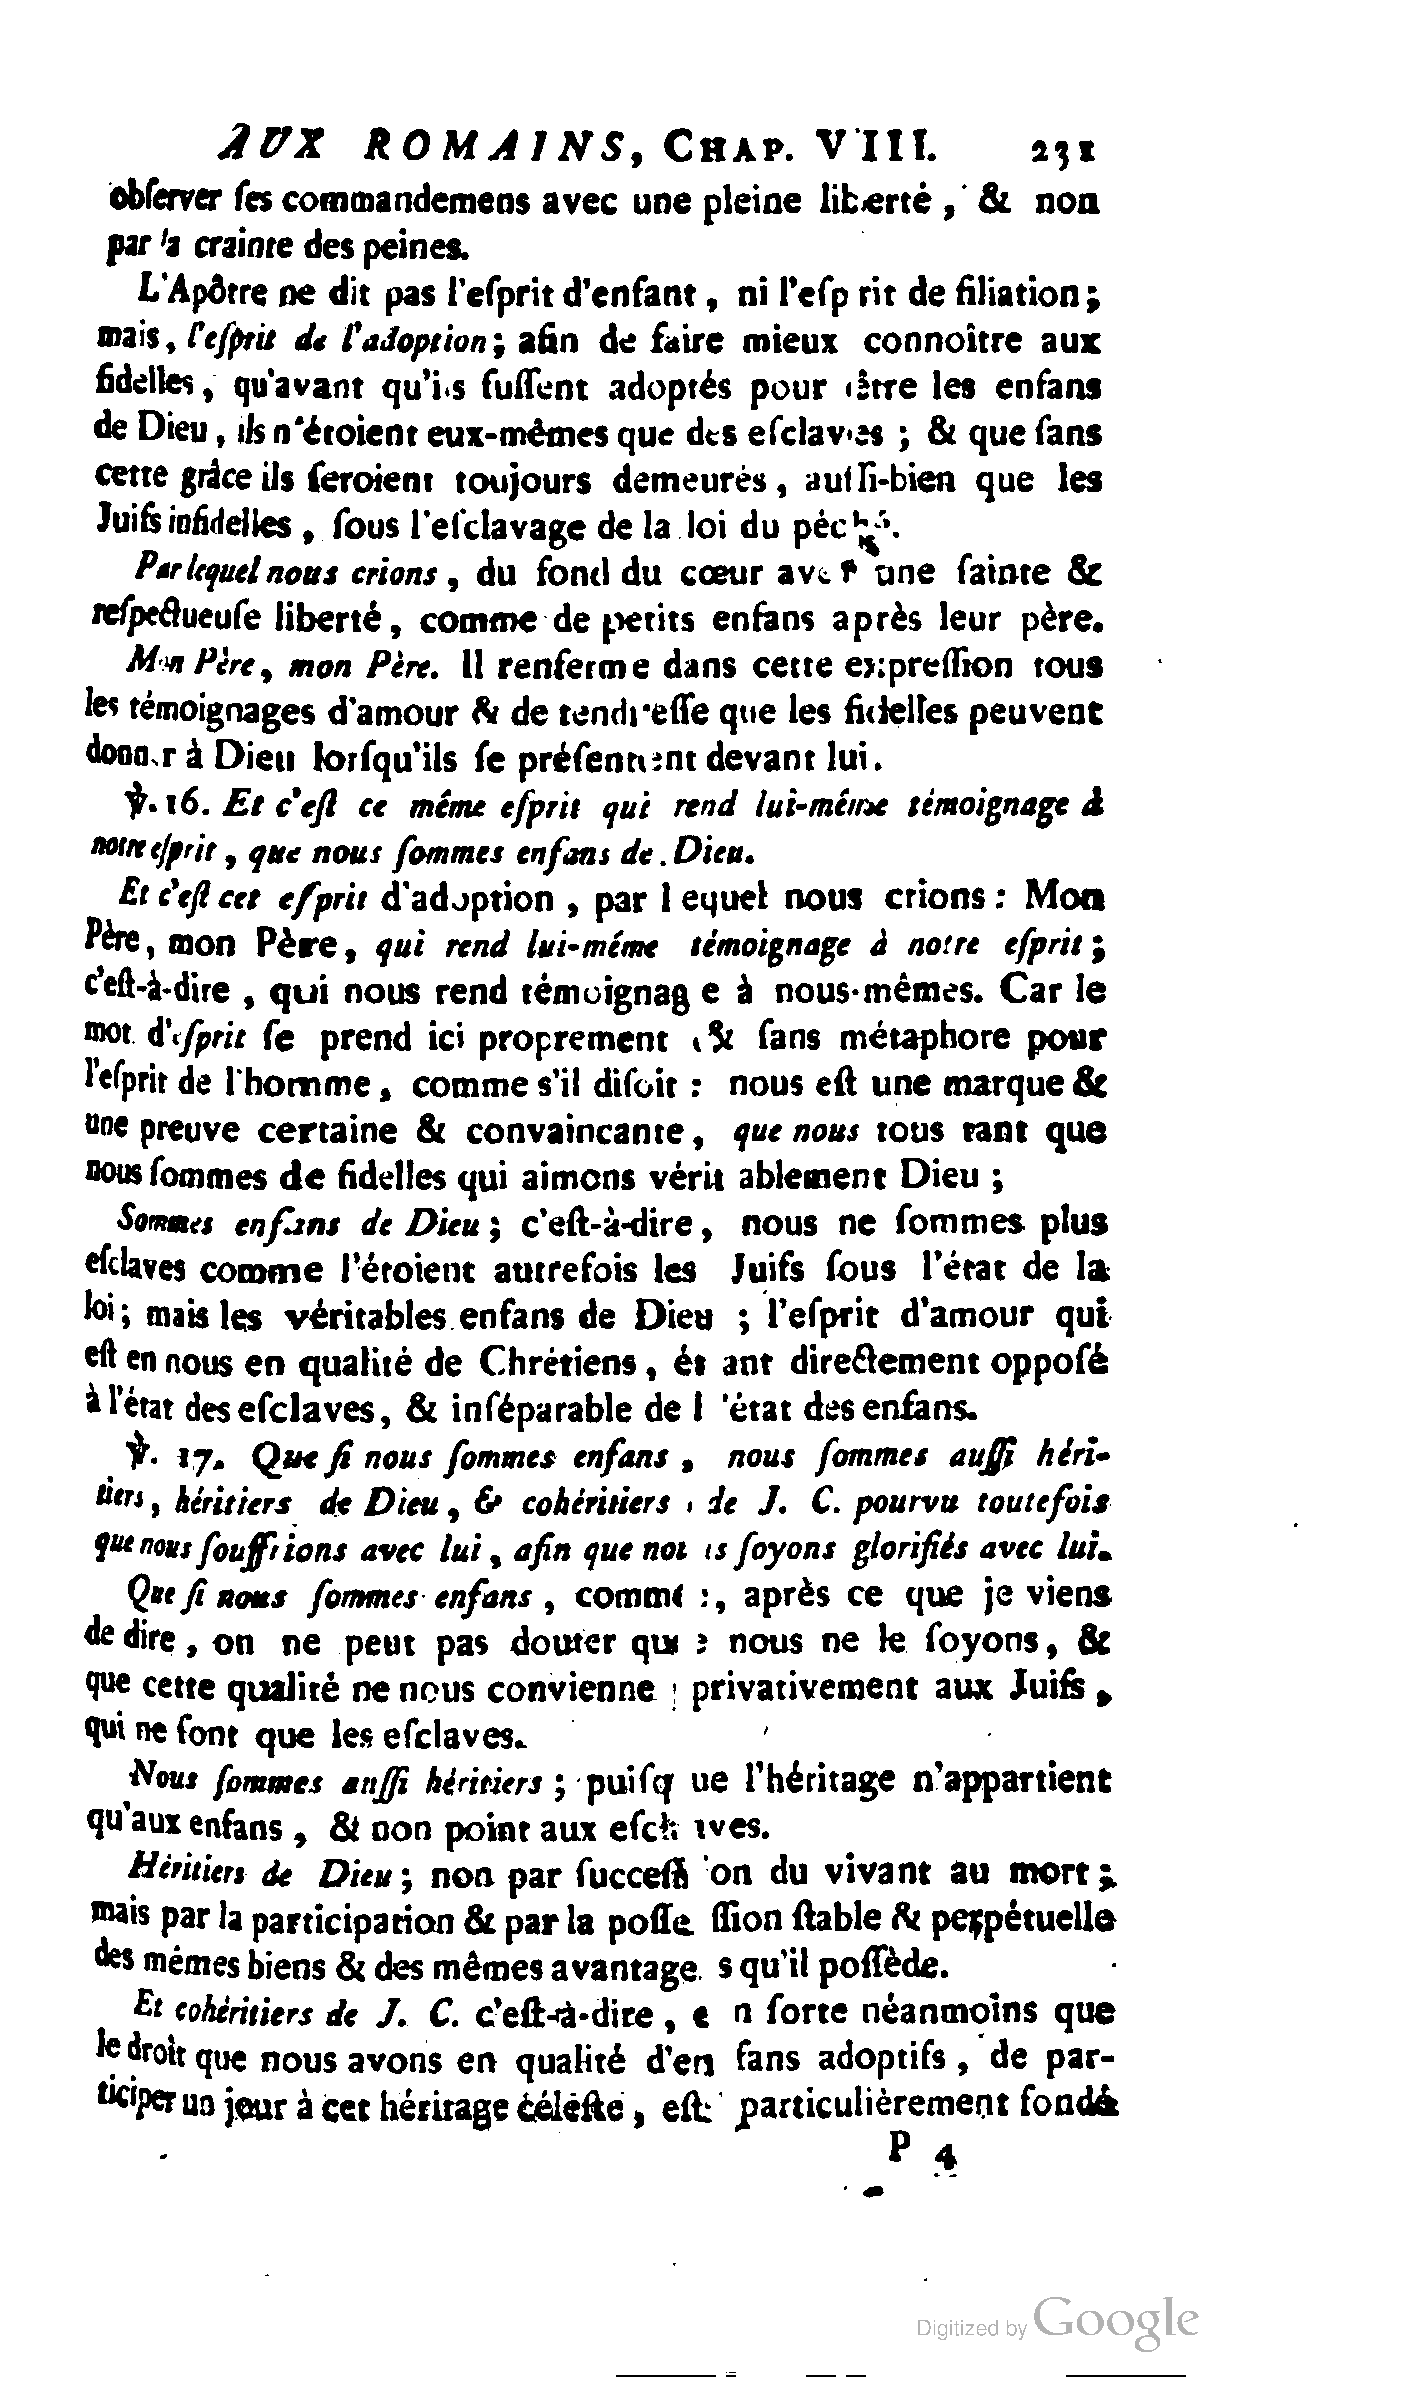 AUX ROMAINS, CHAP. VIII. 231
obſerver ſes commandemens avec une pleine liberté, & non
par la crainte des peines.
L'Apôtre ne dit pas l'eſprit d'enfant, ni l'eſprit de filiation;
mais, l'eſprit de l'adoption; afin de faire mieux connoître aux
fidelles, qu'avant qu'ils fuſſent adoptés pour être les enfans
de Dieu, ils n'étoient eux-mêmes que des eſclaves; & que ſans
cette grâce ils ſeroient toujours demeurés, auſſi-bien que les
Juifs infidelles, ſous l'eſclavage de la loi du péché.
Par lequel nous crions, du fond du cœur avec une ſainte &
reſpectueuſe liberté, comme de petits enfans après leur père.
Mon Père, mon Père. Il renferme dans cette expreſſion tous
les témoignages d'amour & de tendreſſe que les fidelles peuvent
donner à Dieu lorſqu'ils ſe préſentent devant lui.
℣. 16. Et c'eſt ce même eſprit qui rend lui-même témoignage à
notre eſprit, que nous ſommes enfans de Dieu.
Et c'eſt cet eſprit d'adoption, par lequel nous crions: Mon
Père, mon Père, qui rend lui-même témoignage à notre eſprit;
c'eſt-à-dire, qui nous rend témoignage à nous-mêmes. Car le
mot d'eſprit ſe prend ici proprement & ſans métaphore pour
l'eſprit de l'homme, comme s'il diſoit: nous eſt une marque &
une preuve certaine & convaincante, que nous tous tant que
nous ſommes de fidelles qui aimons véritablement Dieu;
Sommes enfans de Dieu; c'eſt-à-dire, nous ne ſommes plus
eſclaves comme l'étoient autrefois les Juifs ſous l'état de la
loi; mais les véritables enfans de Dieu; l'eſprit d'amour qui
eſt en nous en qualité de Chrétiens, étant directement oppoſé
à l'état des eſclaves, & inſéparable de l'état des enfans.
℣. 17. Que ſi nous ſommes enfans, nous ſommes auſſi héri-
tiers, héritiers de Dieu, & cohéritiers de J. C. pourvu toutefois
que nous ſouffrions avec lui, afin que nous ſoyons glorifiés avec lui.
Que ſi nous ſommes enfans, comme, après ce que je viens
de dire, on ne peut pas douter que nous ne le ſoyons, &
que cette qualité ne nous convienne privativement aux Juifs,
qui ne ſont que les eſclaves.
Nous ſommes auſſi héritiers; puiſque l'héritage n'appartient
qu'aux enfans, & non point aux eſclaves.
Héritiers de Dieu; non par ſucceſſion du vivant au mort;
mais par la participation & par la poſſeſſion ſtable & perpétuelle
des mêmes biens & des mêmes avantages qu'il poſſède.
Et cohéritiers de J. C. c'eſt-à-dire, en ſorte néanmoins que
le droit que nous avons en qualité d'enfans adoptifs, de par-
ticiper un jour à cet héritage céleſte, eſt particulièrement fondé
P 4
Digitized by Google